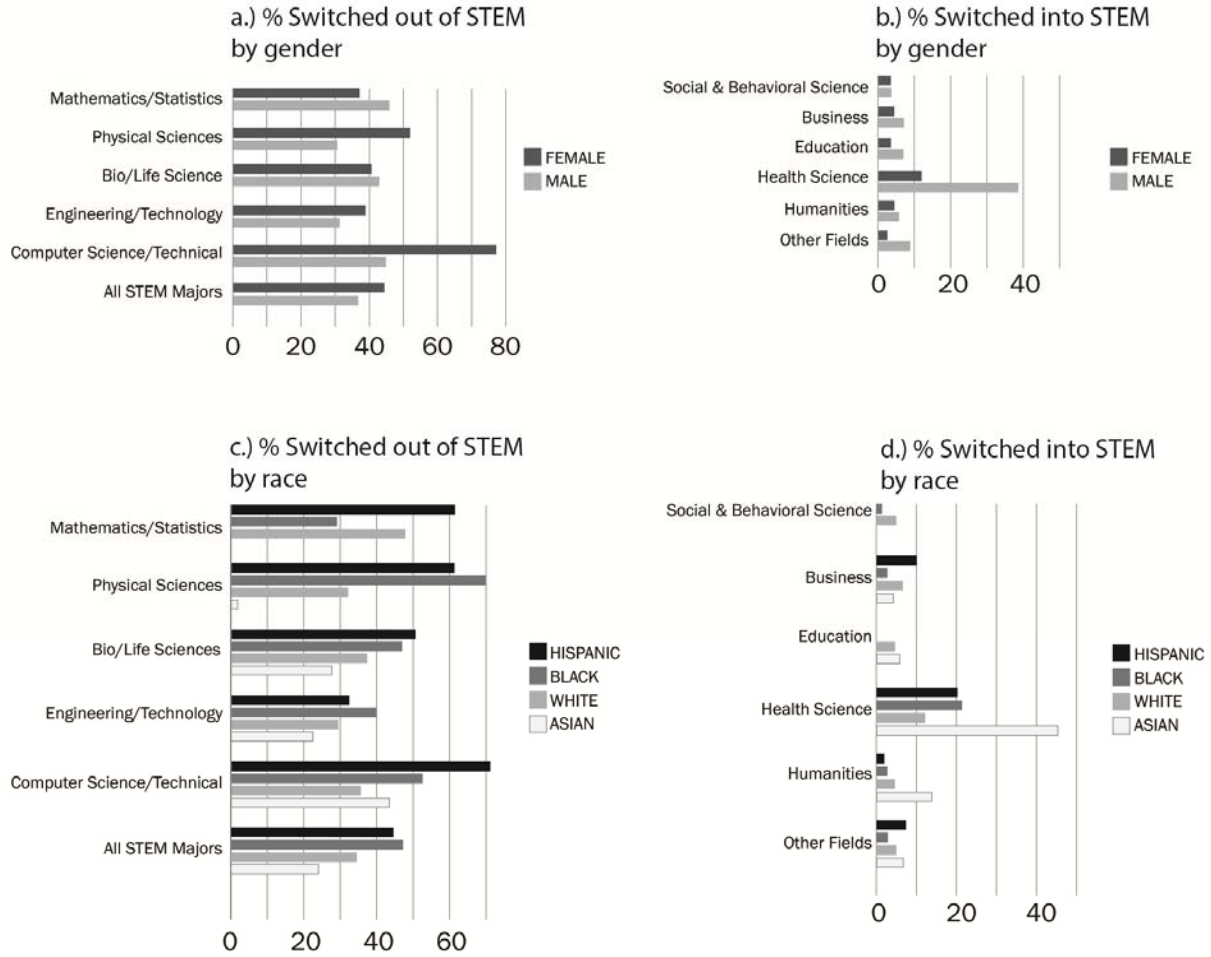 a.) % Switched out of STEM
by gender
Mathematics/Statistics
Physical Sciences
Bio/Life Science
Engineering/Technology
Computer Science/Technical
All STEM Majors
FEMALE
MALE
0 20 40 60 80
b.) % Switched into STEM
by gender
Social & Behavioral Science
Business
Education
Health Science
Humanities
Other Fields
FEMALE
MALE
0 20 40
c.) % Switched out of STEM
by race
Mathematics/Statistics
Physical Sciences
Bio/Life Sciences
Engineering/Technology
Computer Science/Technical
All STEM Majors
HISPANIC
BLACK
WHITE
ASIAN
0 20 40 60
d.) % Switched into STEM
by race
Social & Behavioral Science
Business
Education
Health Science
Humanities
Other Fields
HISPANIC
BLACK
WHITE
ASIAN
0 20 40